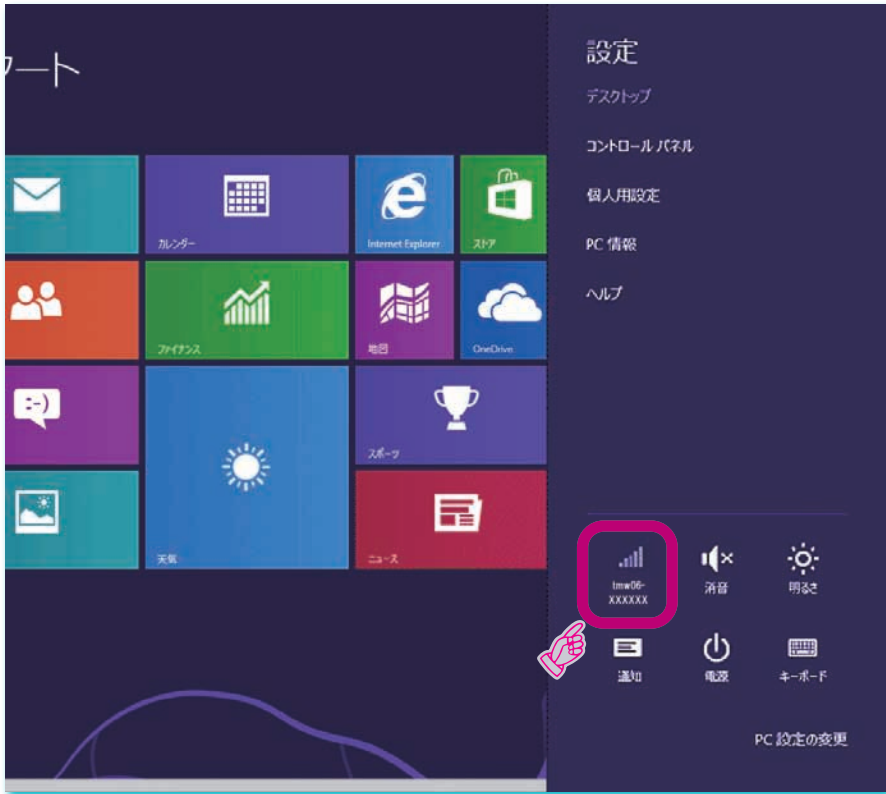 タート
設定
デスクトップ
コントロール パネル
個人用設定
PC 情報
ヘルプ
カレンダー
Internet Explorer
ストア
ファイナンス
地図
OneDrive
:-)
スポーツ
天気
ニュース
imw06-
XXXXXX
消音
明るさ
通知
電源
キーボード
PC 設定の変更